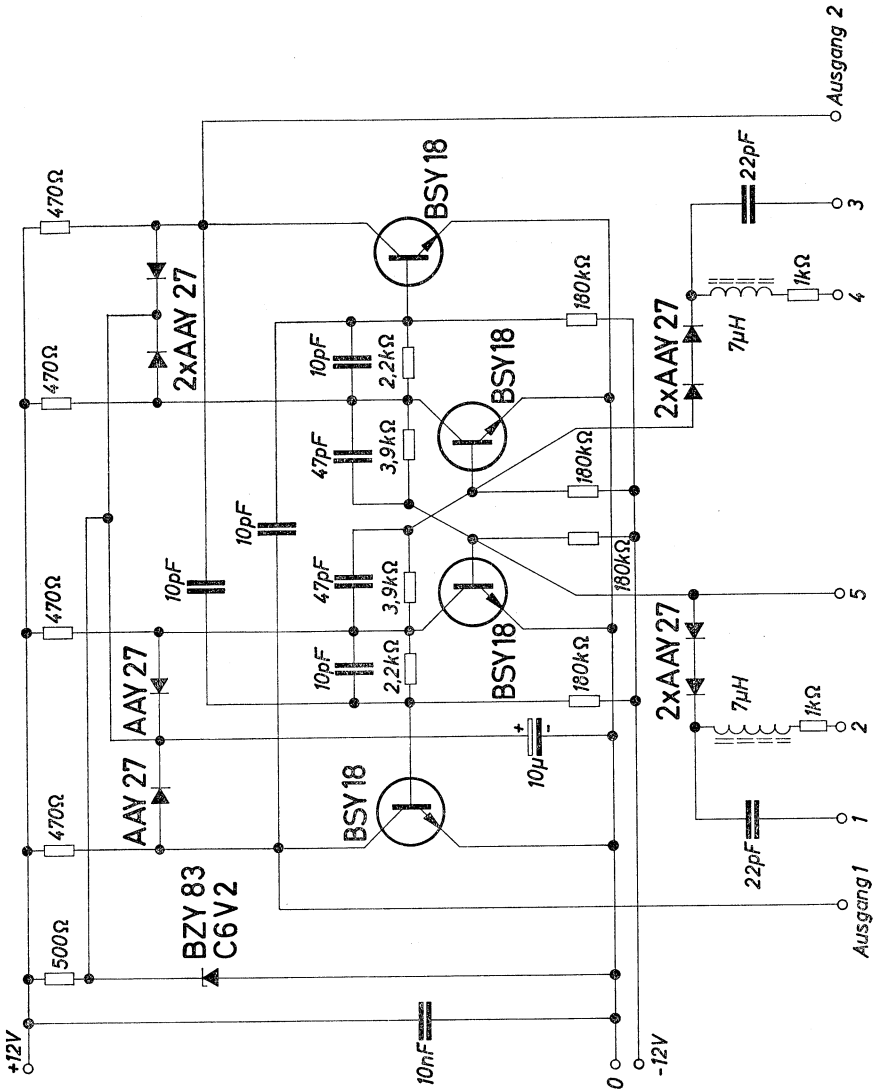 +12V
500Ω
470Ω
470Ω
470Ω
470Ω
AAY 27
AAY 27
2xAAY 27
BZY 83
C6V2
10pF
10pF
10pF
47pF
47pF
10pF
2,2kΩ
3,9kΩ
3,9kΩ
2,2kΩ
BSY18
BSY18
BSY18
BSY18
10nF
+
10µ
-
180kΩ
180kΩ
180kΩ
180kΩ
0
-12V
2xAAY 27
2xAAY 27
22pF
7µH
1kΩ
7µH
1kΩ
22pF
Ausgang 1
1
2
5
4
3
Ausgang 2